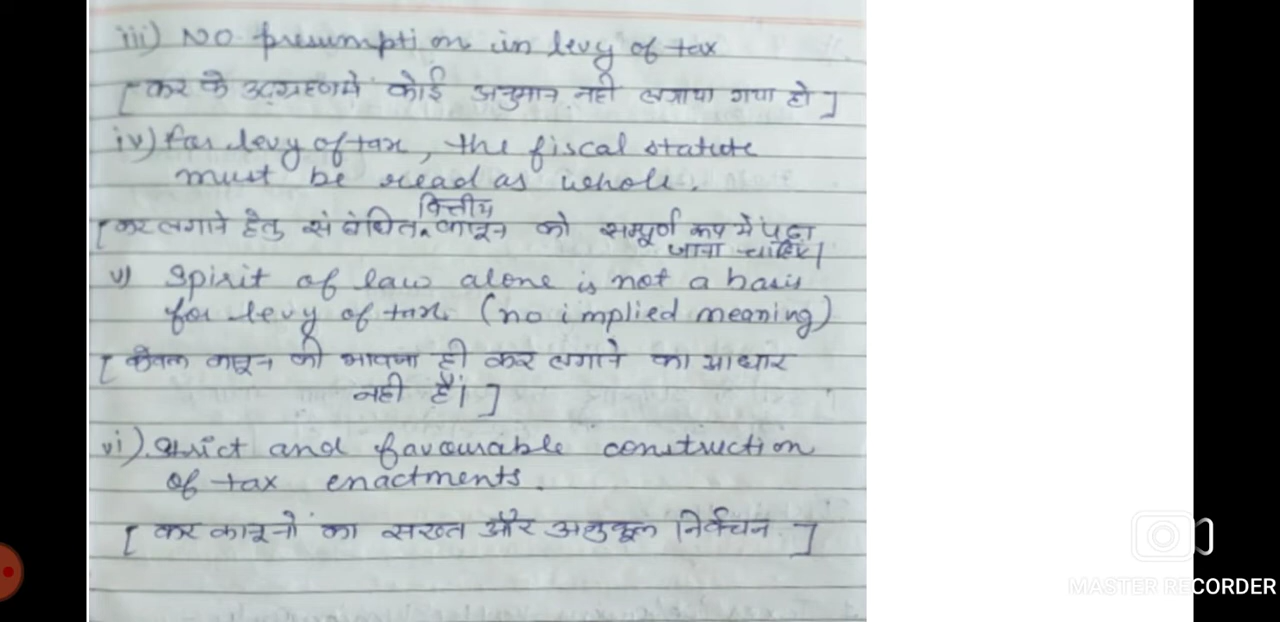 iii) NO presumption in levy of tax
[कर के उदग्रहणमें कोई अनुमान नही लगाया गया हो]
iv) For levy of tax, the fiscal statute
must be read as whole.
वित्तीय
[कर लगाने हेतु संबंधित कानून को सम्पूर्ण रूप में पढ़ा
जाना चाहिए।
v) Spirit of law alone is not a basis
for levy of tax (no implied meaning)
[केवल कानून की भावना ही कर लगाने का आधार
नही हैं।]
vi) Strict and favourable construction
of tax enactments.
[कर कानूनों का सख्त और अनुकूल निर्वचन]
MASTER RECORDER